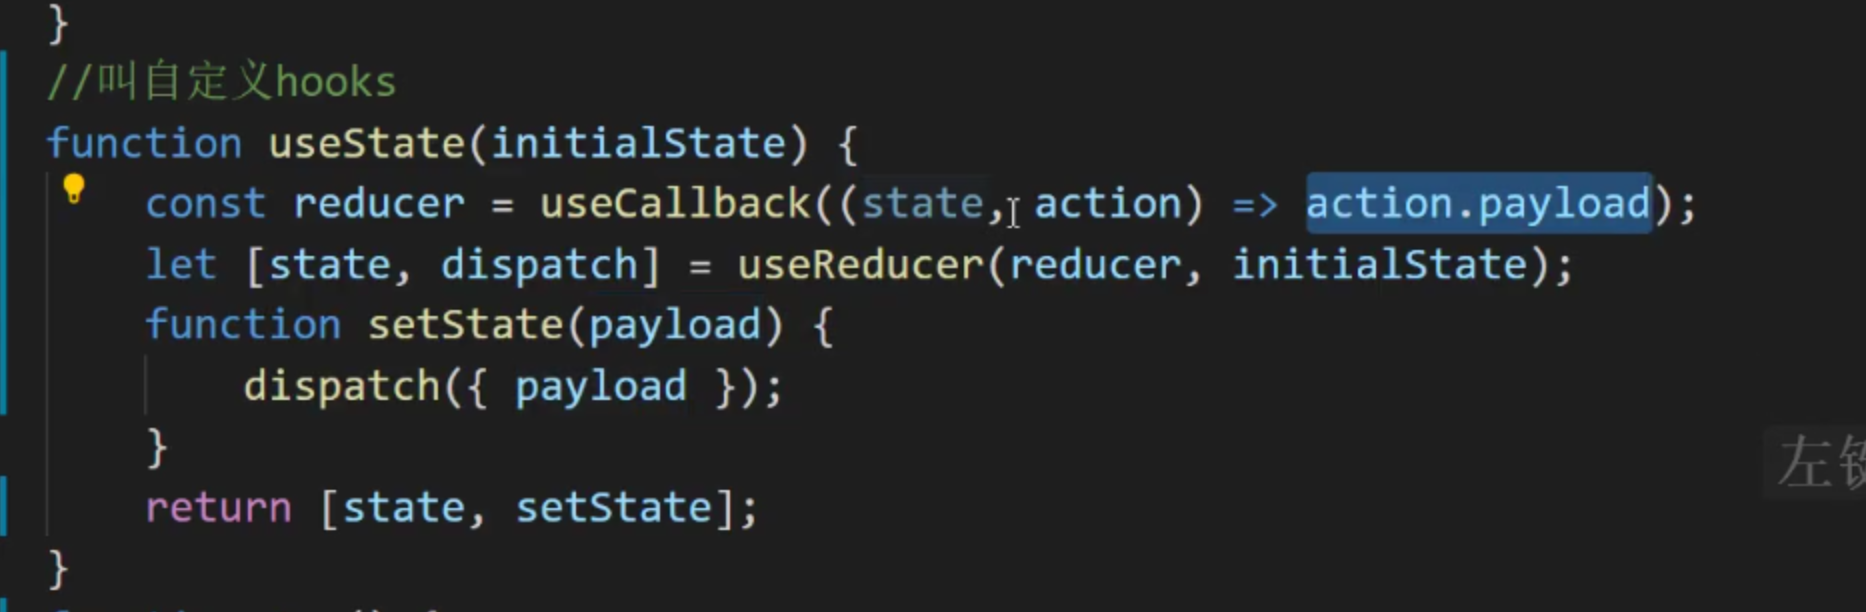 }
//叫自定义hooks
function useState(initialState) {
    const reducer = useCallback((state, action) => action.payload);
    let [state, dispatch] = useReducer(reducer, initialState);
    function setState(payload) {
        dispatch({ payload });
    }
    return [state, setState];
}
左